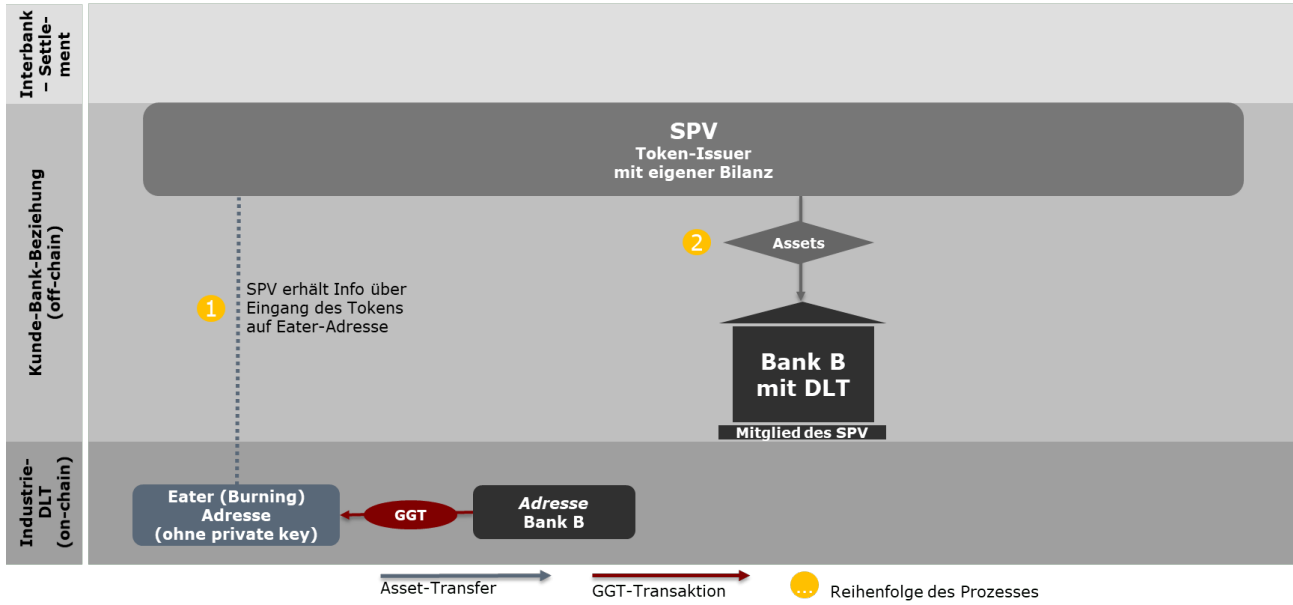 Interbank
– Settle-
ment
SPV
Token-Issuer
mit eigener Bilanz
Kunde-Bank-Beziehung
(off-chain)
2
Assets
1
SPV erhält Info über
Eingang des Tokens
auf Eater-Adresse
Bank B
mit DLT
Mitglied des SPV
Industrie-
DLT
(on-chain)
Eater (Burning)
Adresse
(ohne private key)
GGT
Adresse
Bank B
Asset-Transfer
GGT-Transaktion
...
Reihenfolge des Prozesses